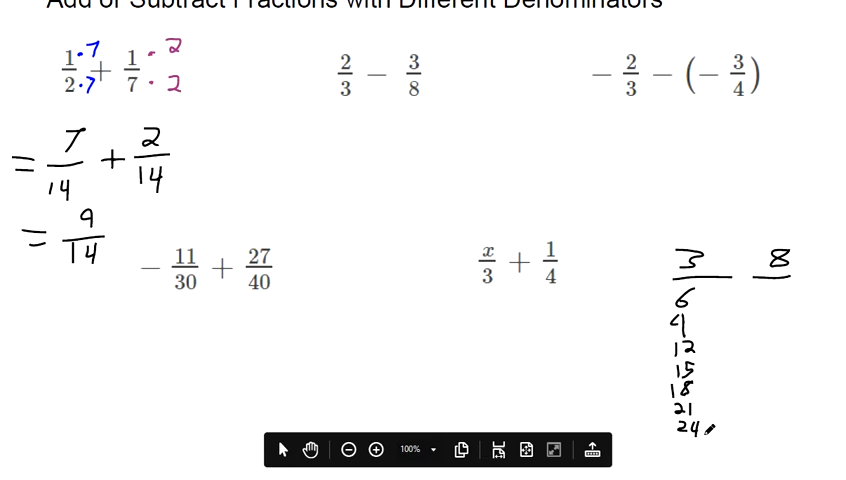 Add or Subtract Fractions with Different Denominators
1·7/2·7 + 1·2/7·2
2/3 − 3/8
− 2/3 − (− 3/4)
= 7/14 + 2/14
= 9/14
− 11/30 + 27/40
x/3 + 1/4
3 8
6
9
12
15
18
21
24
100%